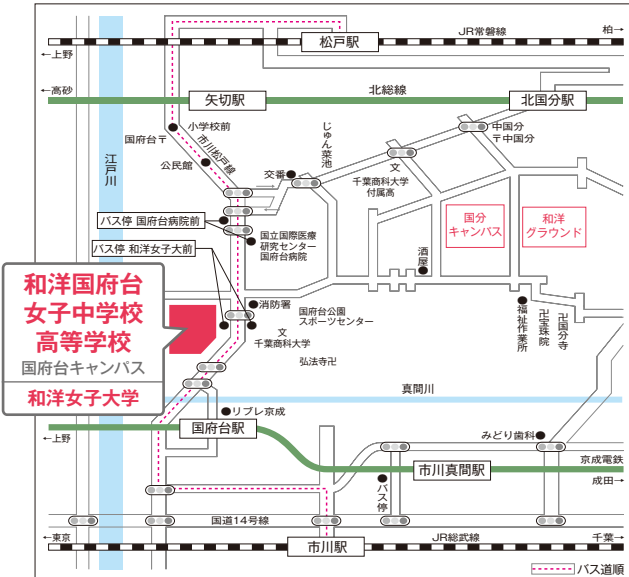 JR常磐線
柏→
松戸駅
←上野
←高砂
北総線
矢切駅
北国分駅
小学校前
国府台〒
市川松戸線
公民館
江戸川
じゅん菜池
中国分
〒中国分
交番
文
千葉商科大学
付属高
バス停 国府台病院前
国立国際医療
研究センター
国府台病院
バス停 和洋女子大前
国分
キャンパス
和洋
グラウンド
酒屋
和洋国府台
女子中学校
高等学校
国府台キャンパス
和洋女子大学
消防署
国府台公園
スポーツセンター
文
千葉商科大学
弘法寺卍
福祉作業所
卍宝珠院
卍国分寺
真間川
リブレ京成
国府台駅
←上野
みどり歯科
市川真間駅
京成電鉄
成田→
バス停
国道14号線
←東京
市川駅
JR総武線
千葉→
バス道順